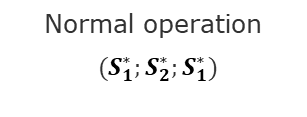 Normal operation
(S₁*; S₂*; S₁*)